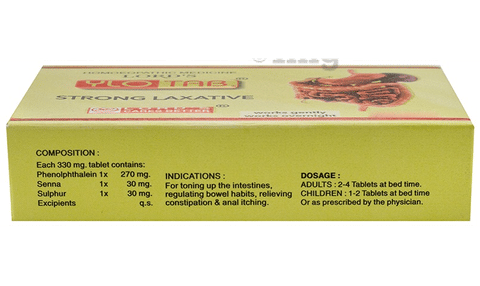 HOMOEOPATHIC MEDICINE
LORD'S
YLO TAB
STRONG LAXATIVE
works gently
works overnight
COMPOSITION :
Each 330 mg. tablet contains:
Phenolphthalein 1x 270 mg.
Senna 1x 30 mg.
Sulphur 1x 30 mg.
Excipients q.s.
INDICATIONS :
For toning up the intestines,
regulating bowel habits, relieving
constipation & anal itching.
DOSAGE :
ADULTS : 2-4 Tablets at bed time.
CHILDREN : 1-2 Tablets at bed time.
Or as prescribed by the physician.